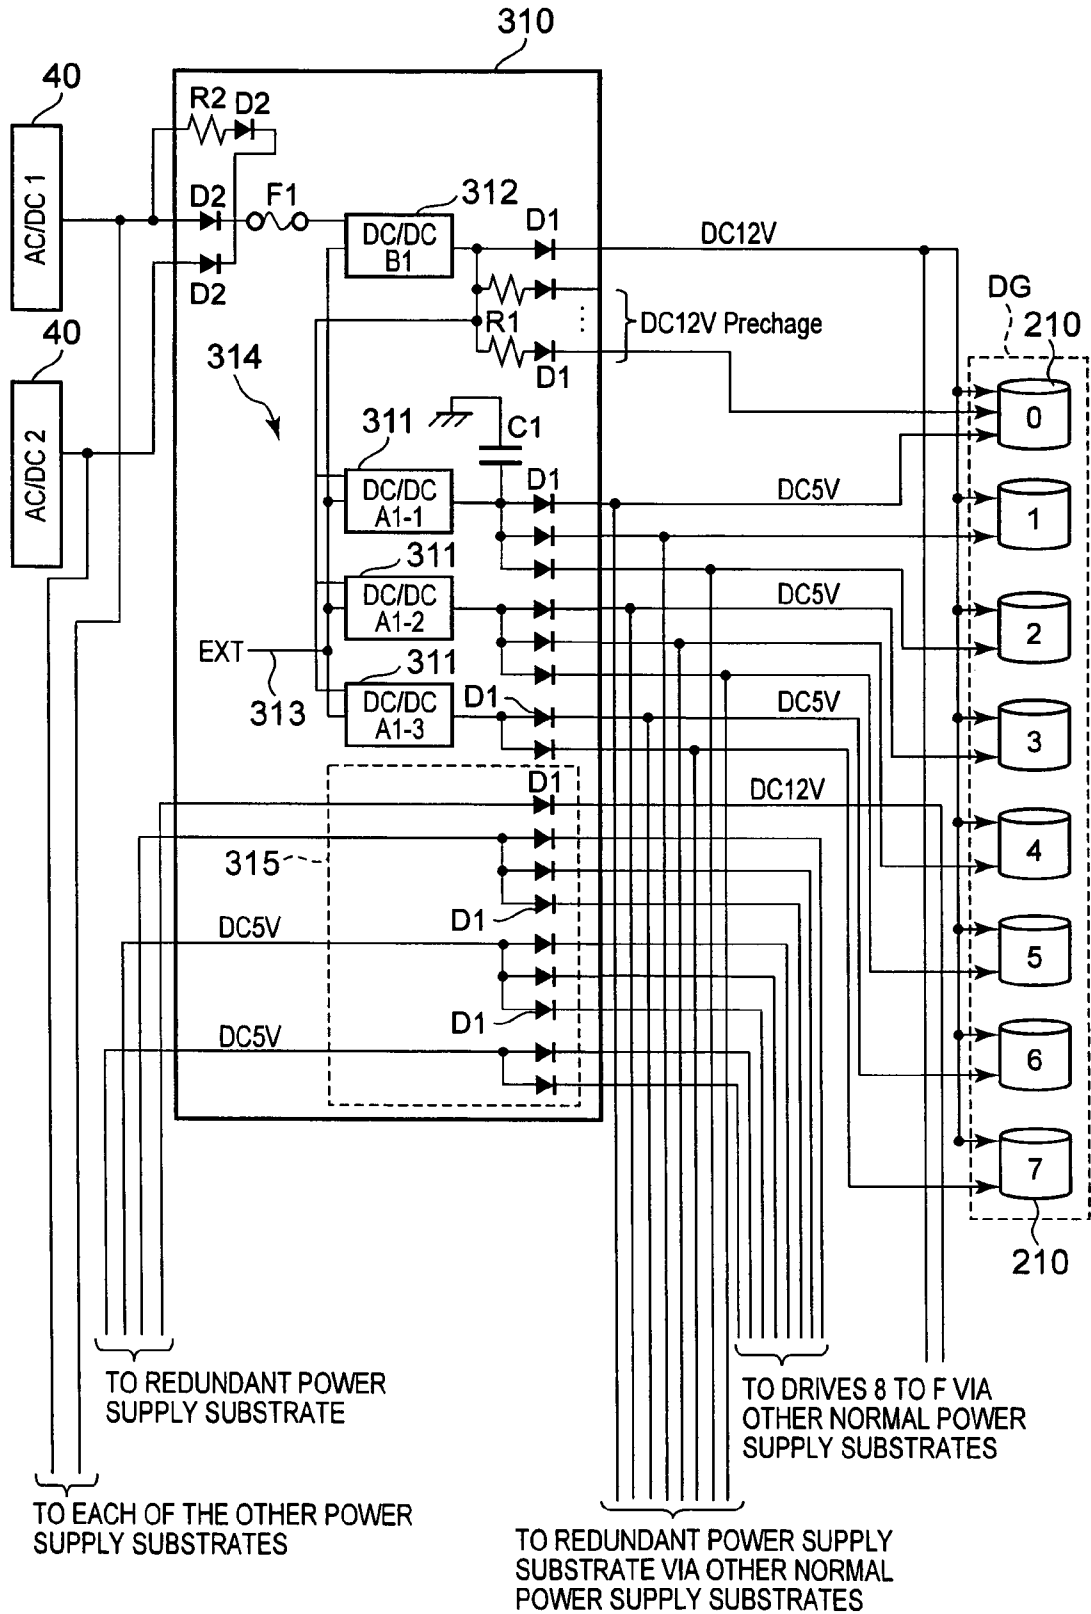 310
40
R2
D2
AC/DC 1
D2
F1
312
DC/DC
B1
D1
DC12V
D2
R1
DC12V Prechage
D1
DG
210
40
314
AC/DC 2
311
C1
0
DC/DC
A1-1
D1
DC5V
1
311
DC/DC
A1-2
DC5V
2
EXT
313
311
DC/DC
A1-3
D1
DC5V
3
D1
DC12V
4
315
D1
DC5V
5
D1
DC5V
6
7
210
TO REDUNDANT POWER
SUPPLY SUBSTRATE
TO DRIVES 8 TO F VIA
OTHER NORMAL POWER
SUPPLY SUBSTRATES
TO EACH OF THE OTHER POWER
SUPPLY SUBSTRATES
TO REDUNDANT POWER SUPPLY
SUBSTRATE VIA OTHER NORMAL
POWER SUPPLY SUBSTRATES